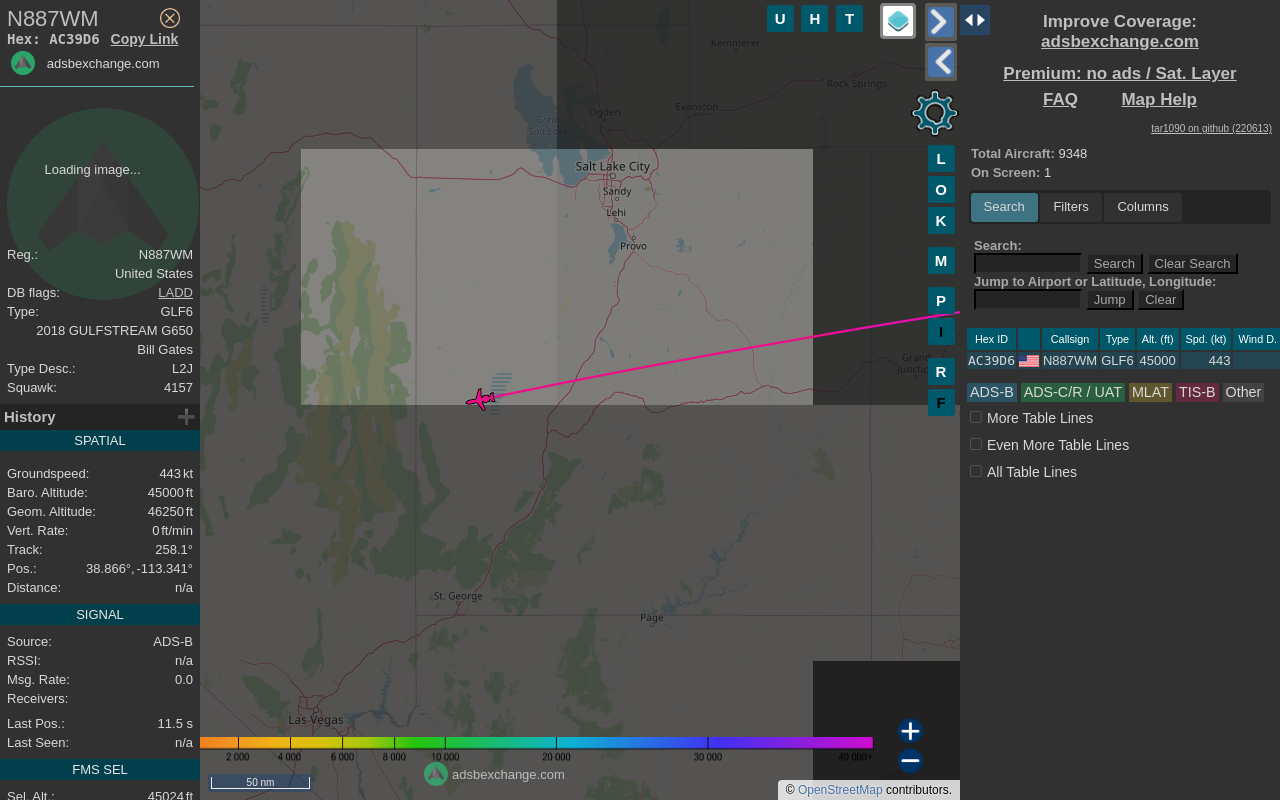 N887WM
Hex: AC39D6 Copy Link
adsbexchange.com
Loading image...
Reg.: N887WM
United States
DB flags: LADD
Type: GLF6
2018 GULFSTREAM G650
Bill Gates
Type Desc.: L2J
Squawk: 4157
History
SPATIAL
Groundspeed: 443 kt
Baro. Altitude: 45000 ft
Geom. Altitude: 46250 ft
Vert. Rate: 0 ft/min
Track: 258.1°
Pos.: 38.866°, -113.341°
Distance: n/a
SIGNAL
Source: ADS-B
RSSI: n/a
Msg. Rate: 0.0
Receivers:
Last Pos.: 11.5 s
Last Seen: n/a
FMS SEL
Sel. Alt.: 45024 ft
U H T
Kemmerer
Rock Springs
Evanston
Ogden
Great
Salt Lake
Salt Lake City
Sandy
Lehi
Provo
Grand
Junction
St. George
Page
Las Vegas
L
O
K
M
P
I
R
F
2 000 4 000 6 000 8 000 10 000 20 000 30 000 40 000+
50 nm
adsbexchange.com
© OpenStreetMap contributors.
Improve Coverage:
adsbexchange.com
Premium: no ads / Sat. Layer
FAQ Map Help
tar1090 on github (220613)
Total Aircraft: 9348
On Screen: 1
Search Filters Columns
Search:
Search Clear Search
Jump to Airport or Latitude, Longitude:
Jump Clear
Hex ID Callsign Type Alt. (ft) Spd. (kt) Wind D.
AC39D6 N887WM GLF6 45000 443
ADS-B ADS-C/R / UAT MLAT TIS-B Other
More Table Lines
Even More Table Lines
All Table Lines